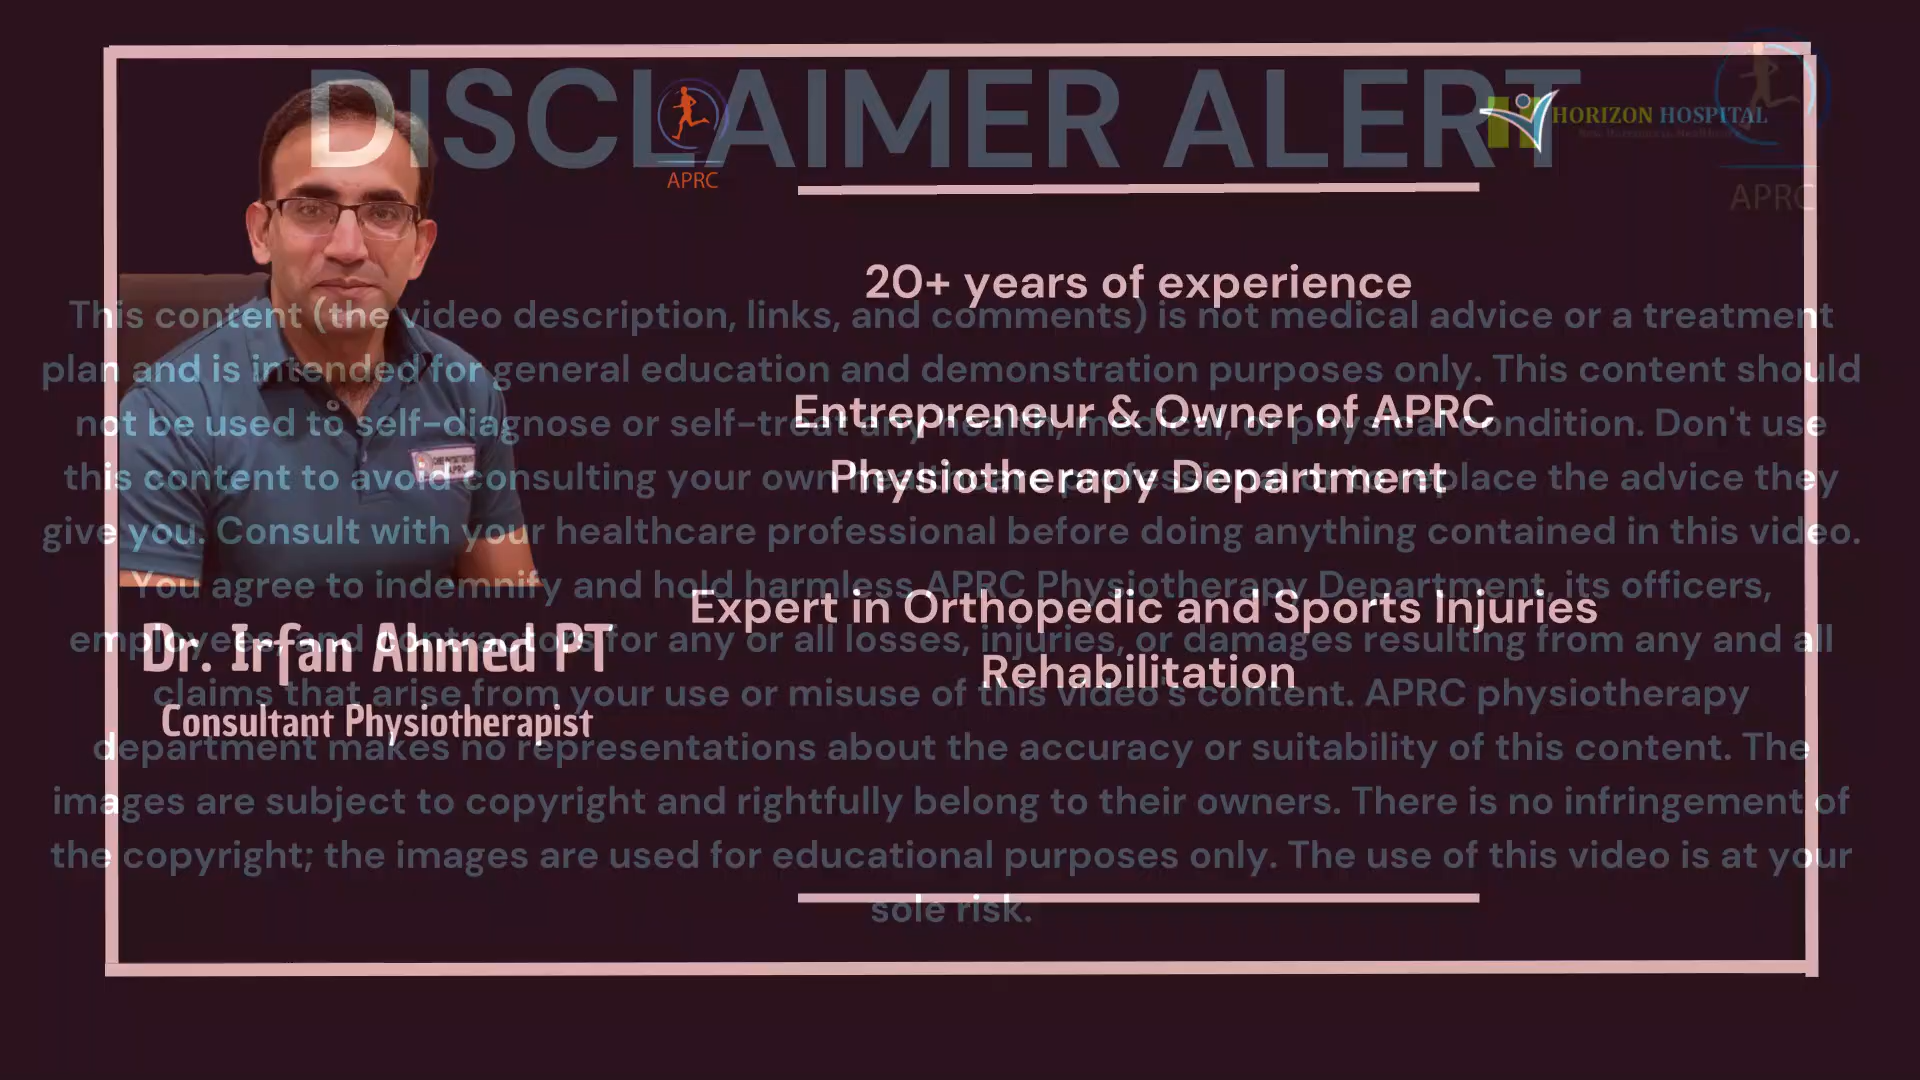 DISCLAIMER ALERT
APRC
HORIZON HOSPITAL
APRC
20+ years of experience
Entrepreneur & Owner of APRC
Physiotherapy Department
Expert in Orthopedic and Sports Injuries
Rehabilitation
Dr. Irfan Ahmed PT
Consultant Physiotherapist
This content (the video description, links, and comments) is not medical advice or a treatment
plan and is intended for general education and demonstration purposes only. This content should
not be used to self-diagnose or self-treat any health, medical, or physical condition. Don't use
this content to avoid consulting your own replace the advice they
give you. Consult with your healthcare professional before doing anything contained in this video.
You agree to indemnify and hold harmless APRC Physiotherapy Department, its officers,
employees, and contractors for any or all losses, injuries, or damages resulting from any and all
claims that arise from your use or misuse of this video's content. APRC physiotherapy
department makes no representations about the accuracy or suitability of this content. The
images are subject to copyright and rightfully belong to their owners. There is no infringement of
the copyright; the images are used for educational purposes only. The use of this video is at your
sole risk.